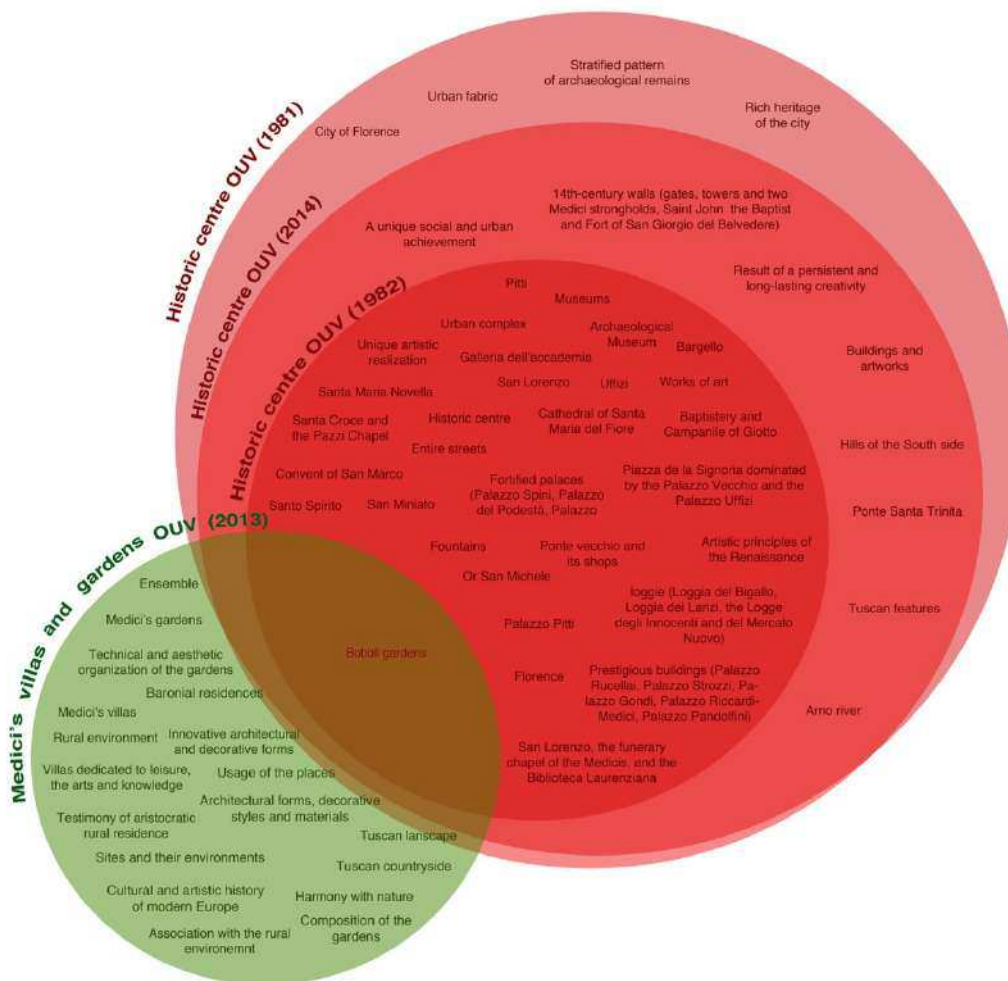 Historic centre OUV (1981)
Historic centre OUV (2014)
Historic centre OUV (1982)
Medici's villas and gardens OUV (2013)
Stratified pattern
of archaeological remains
Urban fabric
Rich heritage
of the city
City of Florence
14th-century walls (gates, towers and two
Medici strongholds, Saint John the Baptist
and Fort of San Giorgio del Belvedere)
A unique social and urban
achievement
Result of a persistent and
long-lasting creativity
Buildings and
artworks
Hills of the South side
Ponte Santa Trinita
Tuscan features
Arno river
Pitti
Museums
Urban complex
Archaeological
Museum
Bargello
Unique artistic
realization
Galleria dell'accademia
San Lorenzo
Uffizi
Works of art
Santa Maria Novella
Santa Croce and
the Pazzi Chapel
Historic centre
Cathedral of Santa
Maria del Fiore
Baptistery and
Campanile of Giotto
Entire streets
Convent of San Marco
Fortified palaces
(Palazzo Spini, Palazzo
del Podestà, Palazzo
Piazza de la Signoria dominated
by the Palazzo Vecchio and the
Palazzo Uffizi
Santo Spirito
San Miniato
Fountains
Ponte vecchio and
its shops
Artistic principles of
the Renaissance
Or San Michele
loggie (Loggia del Bigallo,
Loggia dei Lanzi, the Logge
degli Innocenti and del Mercato
Nuovo)
Palazzo Pitti
Boboli gardens
Florence
Prestigious buildings (Palazzo
Rucellai, Palazzo Strozzi, Pa-
lazzo Gondi, Palazzo Riccardi-
Medici, Palazzo Pandolfini)
San Lorenzo, the funerary
chapel of the Medicis, and the
Biblioteca Laurenziana
Ensemble
Medici's gardens
Technical and aesthetic
organization of the gardens
Baronial residences
Medici's villas
Rural environment
Innovative architectural
and decorative forms
Villas dedicated to leisure,
the arts and knowledge
Usage of the places
Architectural forms, decorative
styles and materials
Testimony of aristocratic
rural residence
Tuscan lanscape
Sites and their environments
Tuscan countryside
Cultural and artistic history
of modern Europe
Harmony with nature
Composition of the
gardens
Association with the rural
environemnt